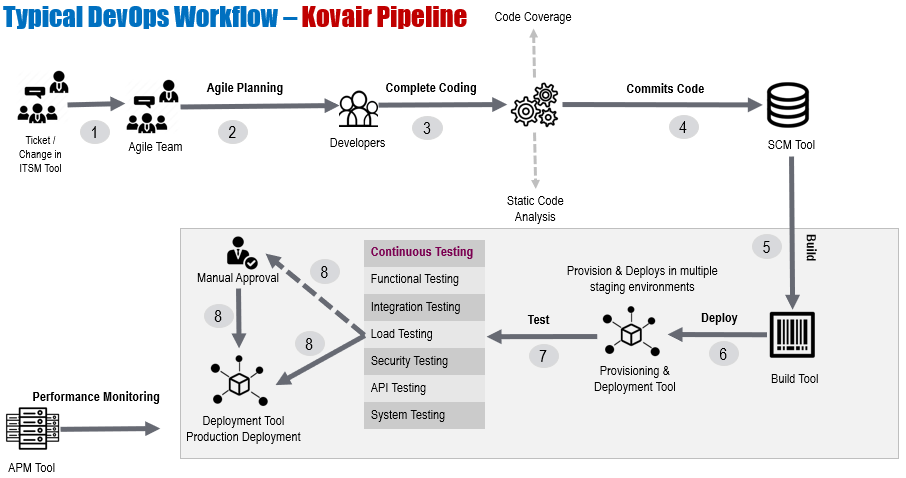 Typical DevOps Workflow – Kovair Pipeline
Code Coverage
Agile Planning
Complete Coding
Commits Code
1
2
3
4
Ticket /
Change in
ITSM Tool
Agile Team
Developers
SCM Tool
Static Code
Analysis
5
Build
Manual Approval
8
8
8
Continuous Testing
Functional Testing
Integration Testing
Load Testing
Security Testing
API Testing
System Testing
Provision & Deploys in multiple
staging environments
Test
7
Deploy
6
Provisioning &
Deployment Tool
Build Tool
Deployment Tool
Production Deployment
Performance Monitoring
APM Tool